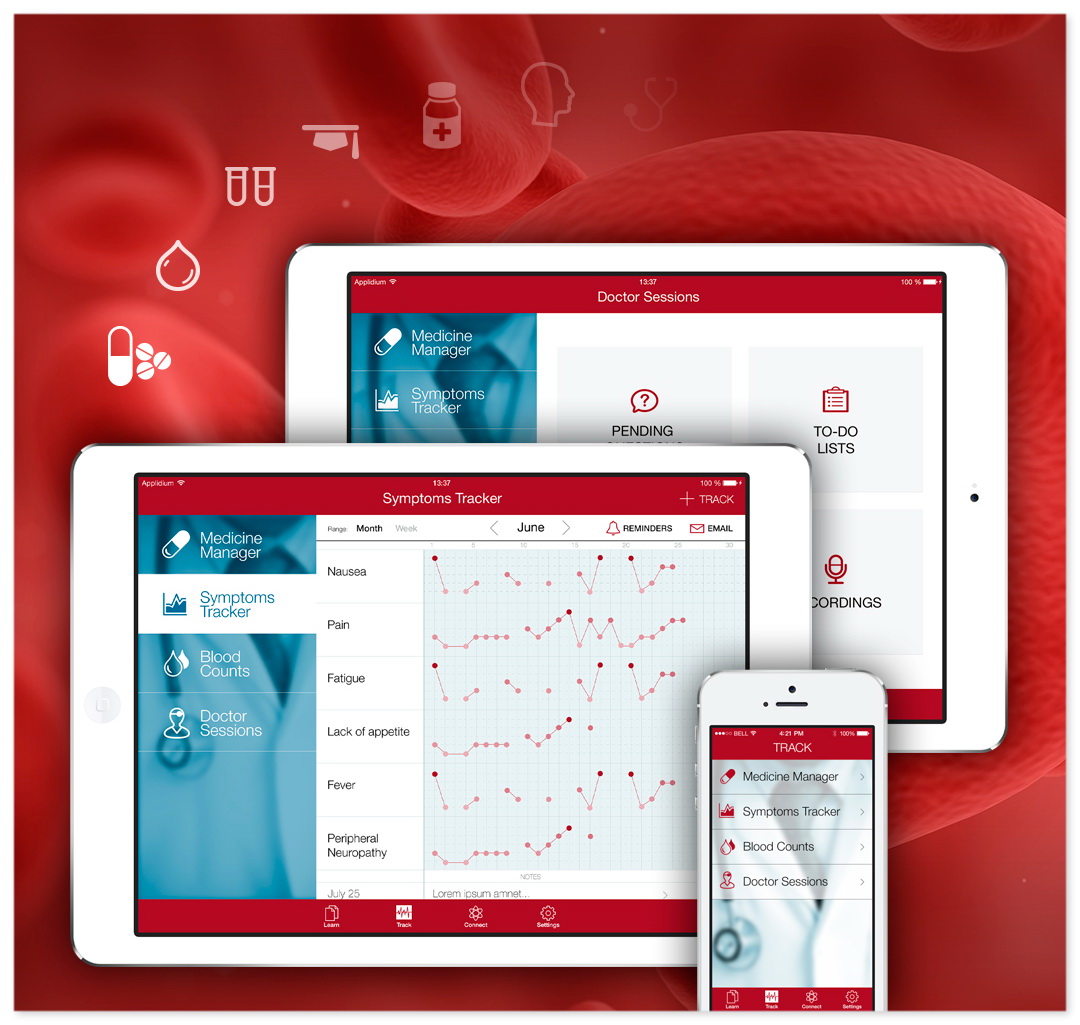 Applidium
13:37
100 %
Doctor Sessions
Medicine
Manager
Symptoms
Tracker
PENDING
TO-DO
LISTS
CORDINGS
Applidium
13:37
100 %
Symptoms Tracker
+ TRACK
Medicine
Manager
Symptoms
Tracker
Blood
Counts
Doctor
Sessions
Range: Month Week
June
REMINDERS
EMAIL
1 5 10 15 20 25 30
Nausea
Pain
Fatigue
Lack of appetite
Fever
Peripheral
Neuropathy
NOTES
July 25
Lorem ipsum amnet...
Learn
Track
Connect
Settings
BELL
4:21 PM
100%
TRACK
Medicine Manager
Symptoms Tracker
Blood Counts
Doctor Sessions
Learn
Track
Connect
Settings